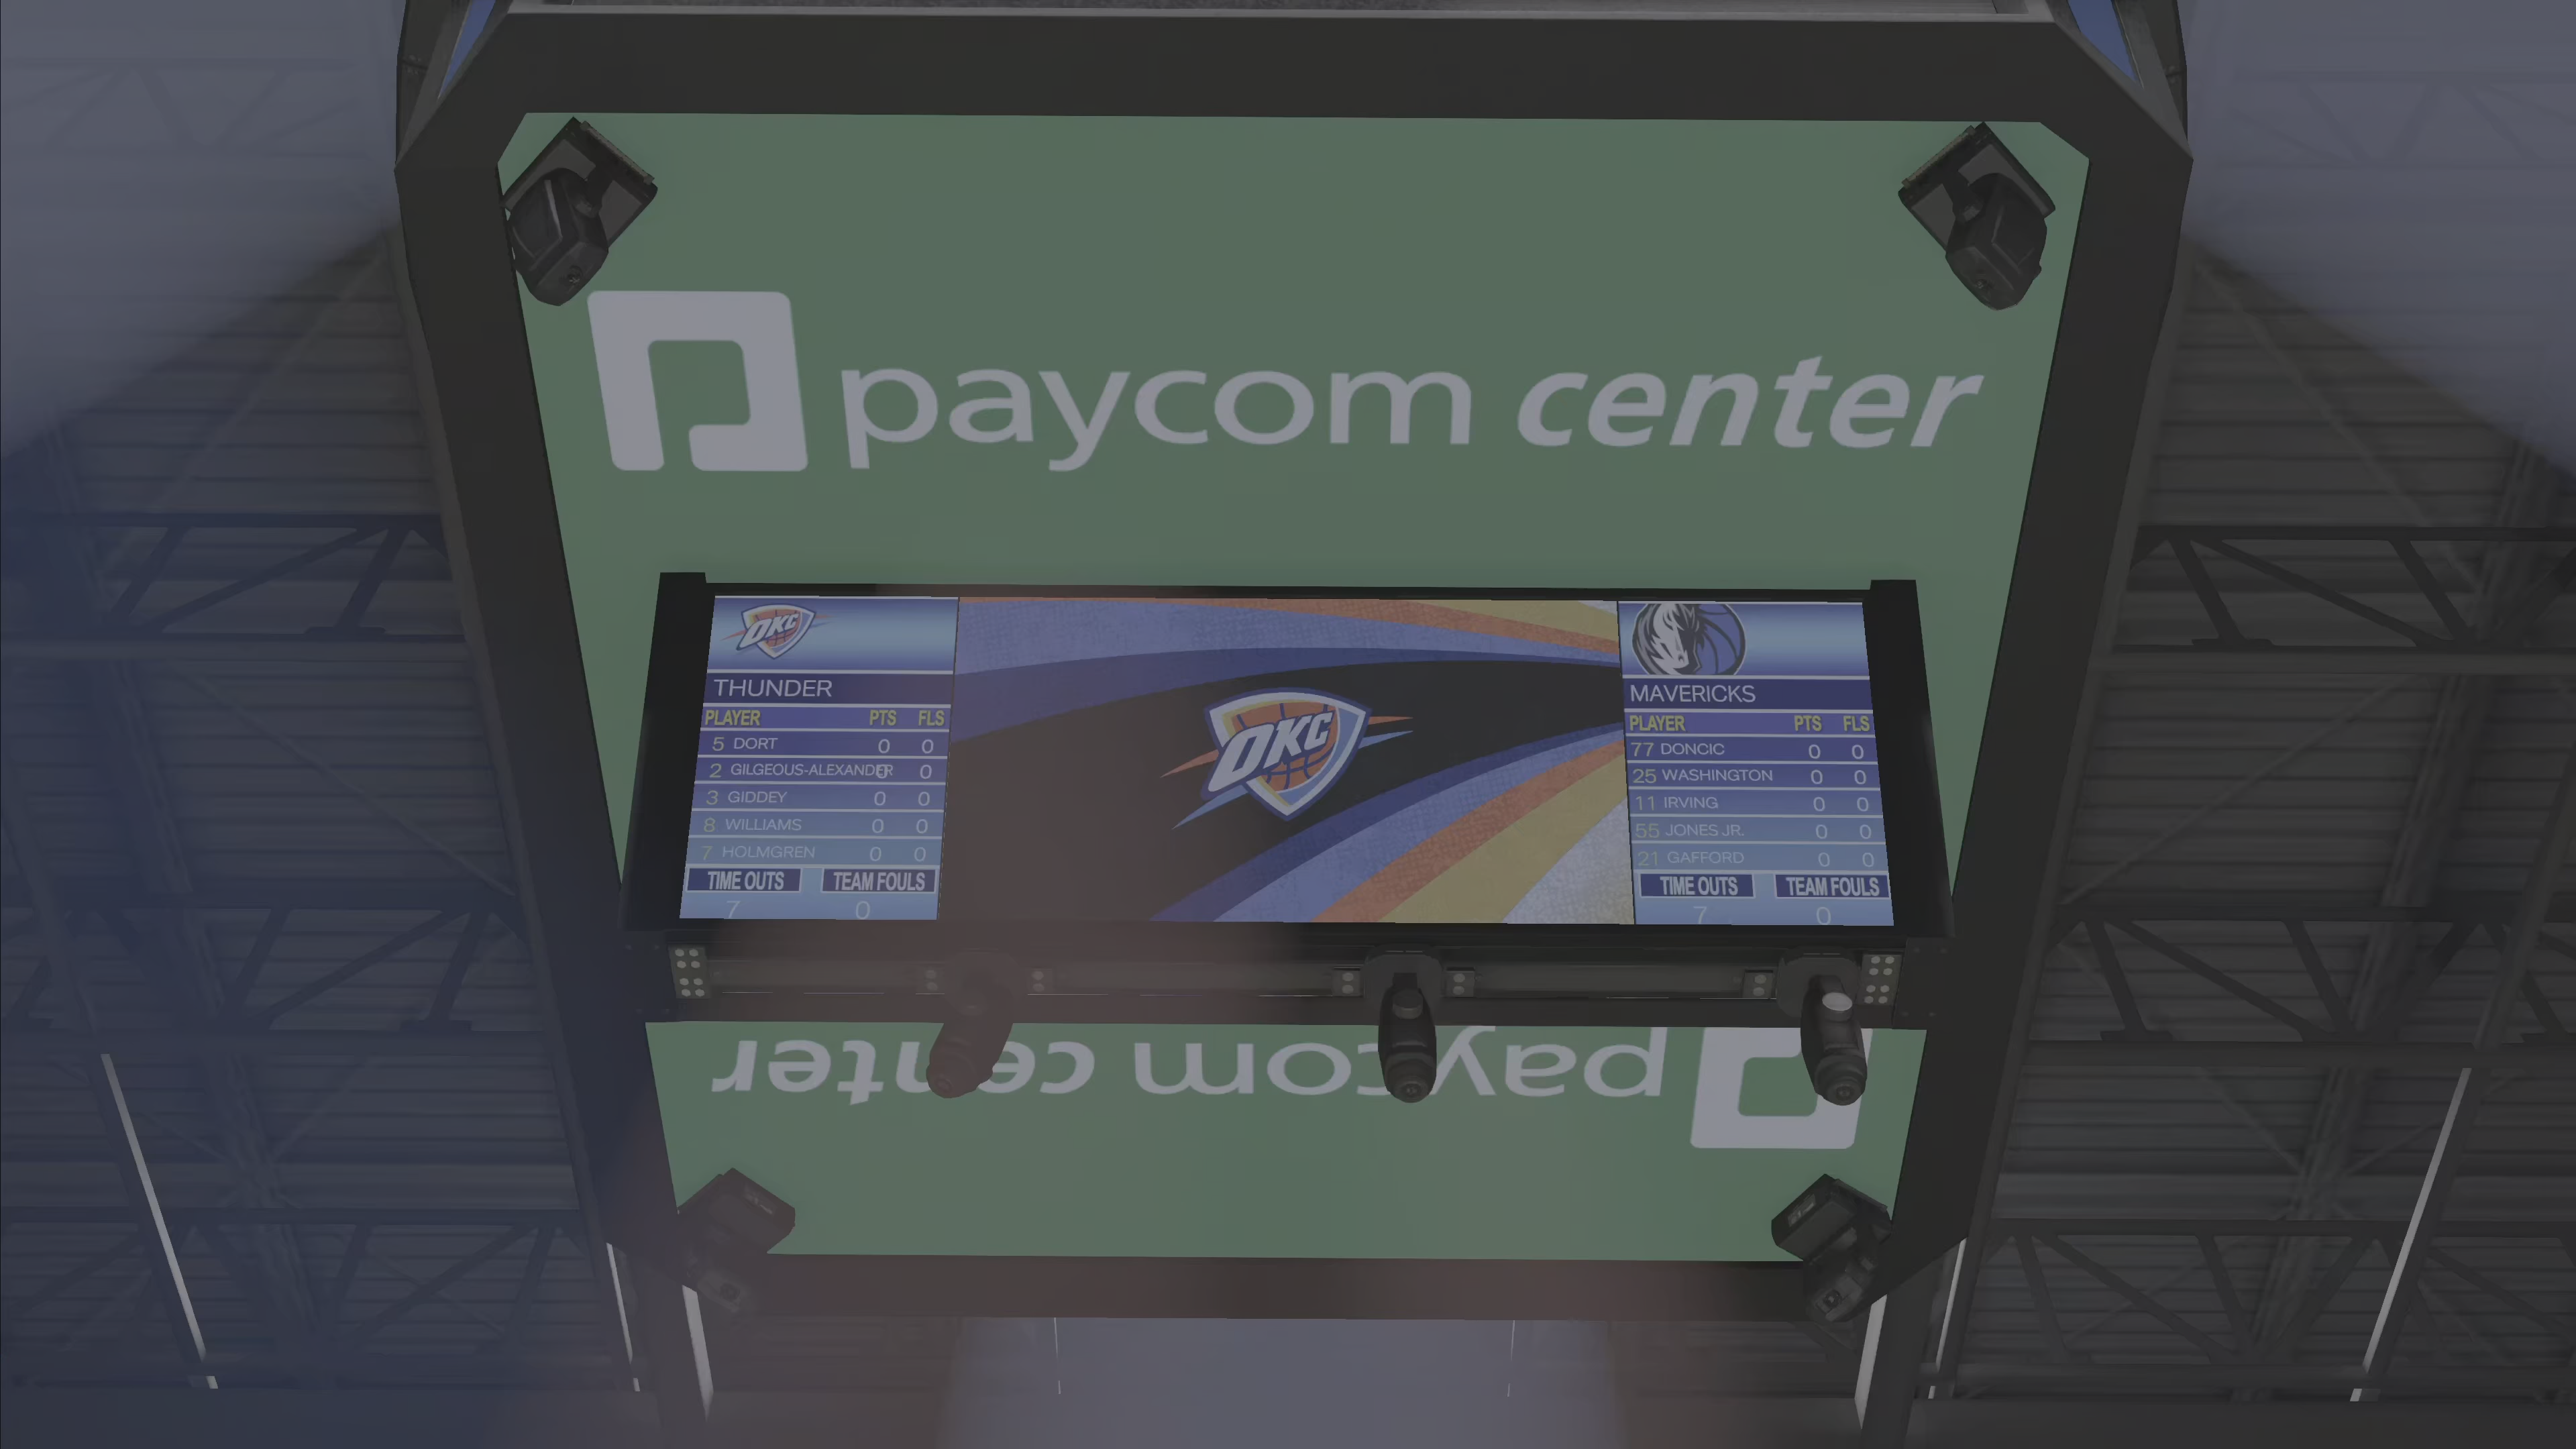 paycom center
OKC
THUNDER
PLAYER PTS FLS
5 DORT 0 0
2 GILGEOUS-ALEXANDER 0 0
3 GIDDEY 0 0
8 WILLIAMS 0 0
7 HOLMGREN 0 0
TIME OUTS TEAM FOULS
7 0
OKC
MAVERICKS
PLAYER PTS FLS
77 DONCIC 0 0
25 WASHINGTON 0 0
11 IRVING 0 0
55 JONES JR. 0 0
21 GAFFORD 0 0
TIME OUTS TEAM FOULS
7 0
paycom center